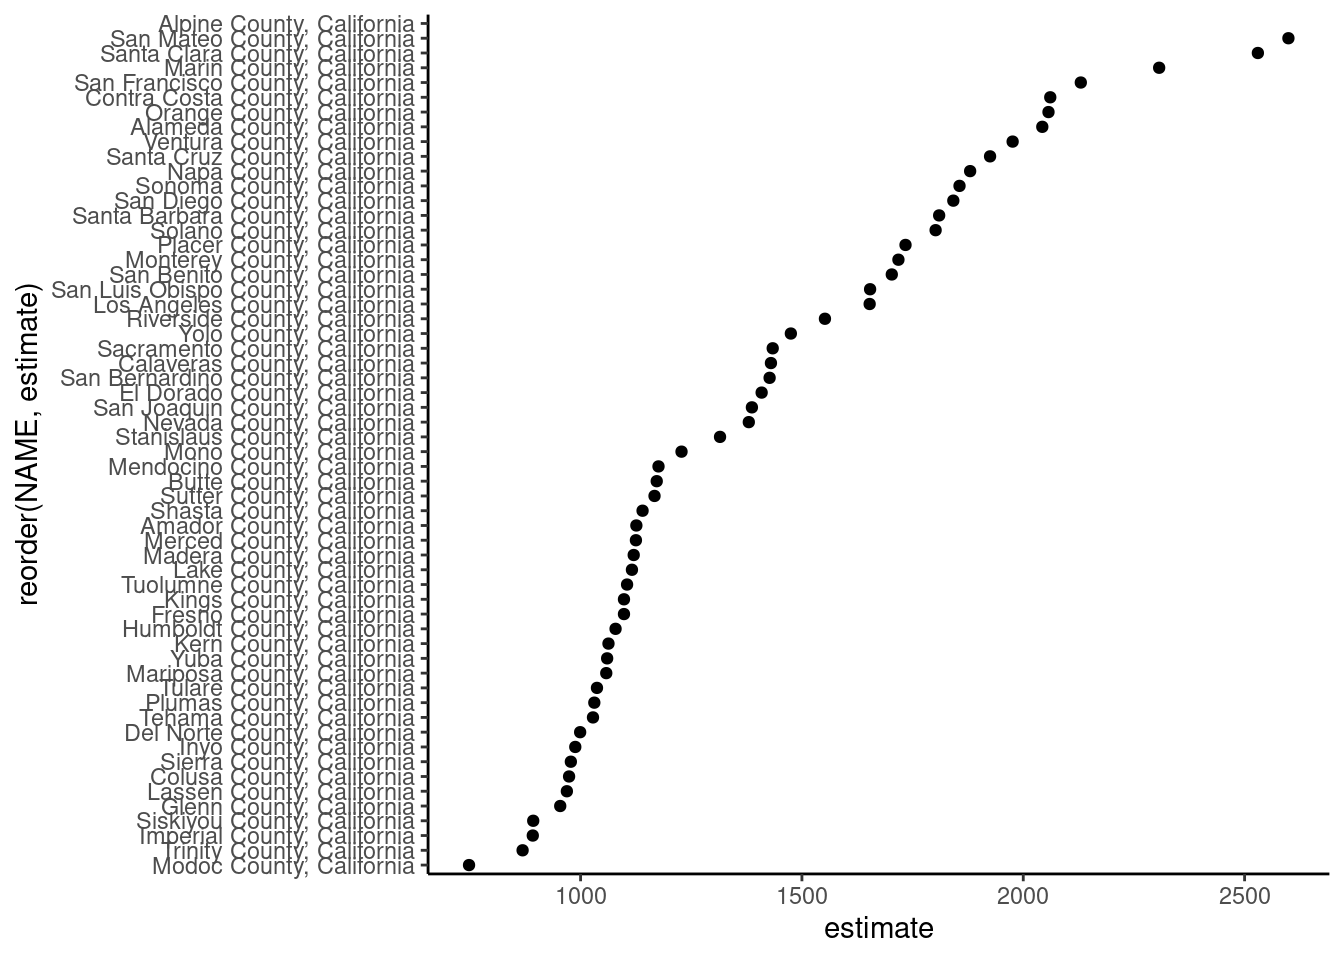 Alpine County, California
San Mateo County, California
Santa Clara County, California
Marin County, California
San Francisco County, California
Contra Costa County, California
Orange County, California
Alameda County, California
Ventura County, California
Santa Cruz County, California
Napa County, California
Sonoma County, California
San Diego County, California
Santa Barbara County, California
Solano County, California
Placer County, California
Monterey County, California
San Benito County, California
San Luis Obispo County, California
Los Angeles County, California
Riverside County, California
Yolo County, California
Sacramento County, California
Calaveras County, California
San Bernardino County, California
El Dorado County, California
San Joaquin County, California
Nevada County, California
Stanislaus County, California
Mono County, California
Mendocino County, California
Butte County, California
Sutter County, California
Shasta County, California
Amador County, California
Merced County, California
Madera County, California
Lake County, California
Tuolumne County, California
Kings County, California
Fresno County, California
Humboldt County, California
Kern County, California
Yuba County, California
Mariposa County, California
Tulare County, California
Plumas County, California
Tehama County, California
Del Norte County, California
Inyo County, California
Sierra County, California
Colusa County, California
Lassen County, California
Glenn County, California
Siskiyou County, California
Imperial County, California
Trinity County, California
Modoc County, California
reorder(NAME, estimate)
1000 1500 2000 2500
estimate